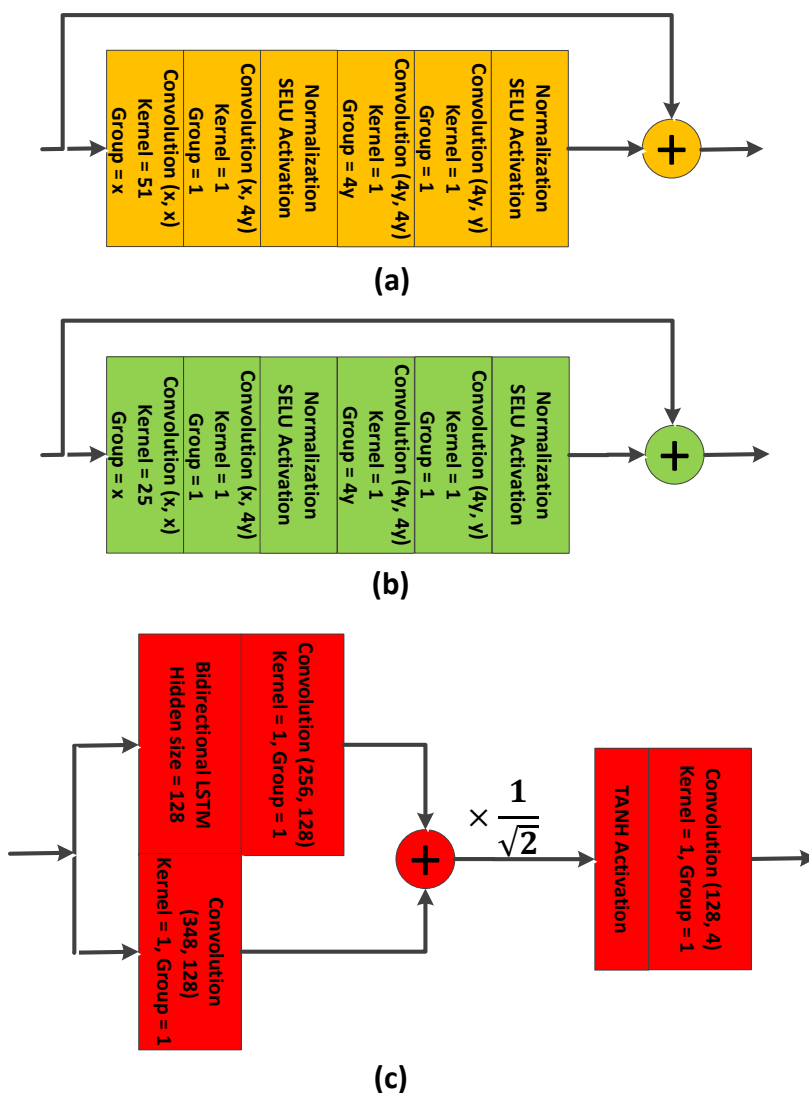 Convolution (x, x)
Kernel = 51
Group = x
Convolution (x, 4y)
Kernel = 1
Group = 1
Normalization
SELU Activation
Convolution (4y, 4y)
Kernel = 1
Group = 4y
Convolution (4y, y)
Kernel = 1
Group = 1
Normalization
SELU Activation
+
(a)
Convolution (x, x)
Kernel = 25
Group = x
Convolution (x, 4y)
Kernel = 1
Group = 1
Normalization
SELU Activation
Convolution (4y, 4y)
Kernel = 1
Group = 4y
Convolution (4y, y)
Kernel = 1
Group = 1
Normalization
SELU Activation
+
(b)
Bidirectional LSTM
Hidden size = 128
Convolution (256, 128)
Kernel = 1, Group = 1
Convolution
(348, 128)
Kernel = 1, Group = 1
+
× 1/√2
TANH Activation
Convolution (128, 4)
Kernel = 1, Group = 1
(c)